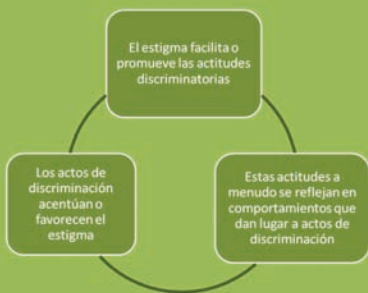 El estigma facilita o
promueve las actitudes
discriminatorias
Estas actitudes a
menudo se reflejan en
comportamientos que
dan lugar a actos de
discriminación
Los actos de
discriminación
acentúan o
favorecen el
estigma